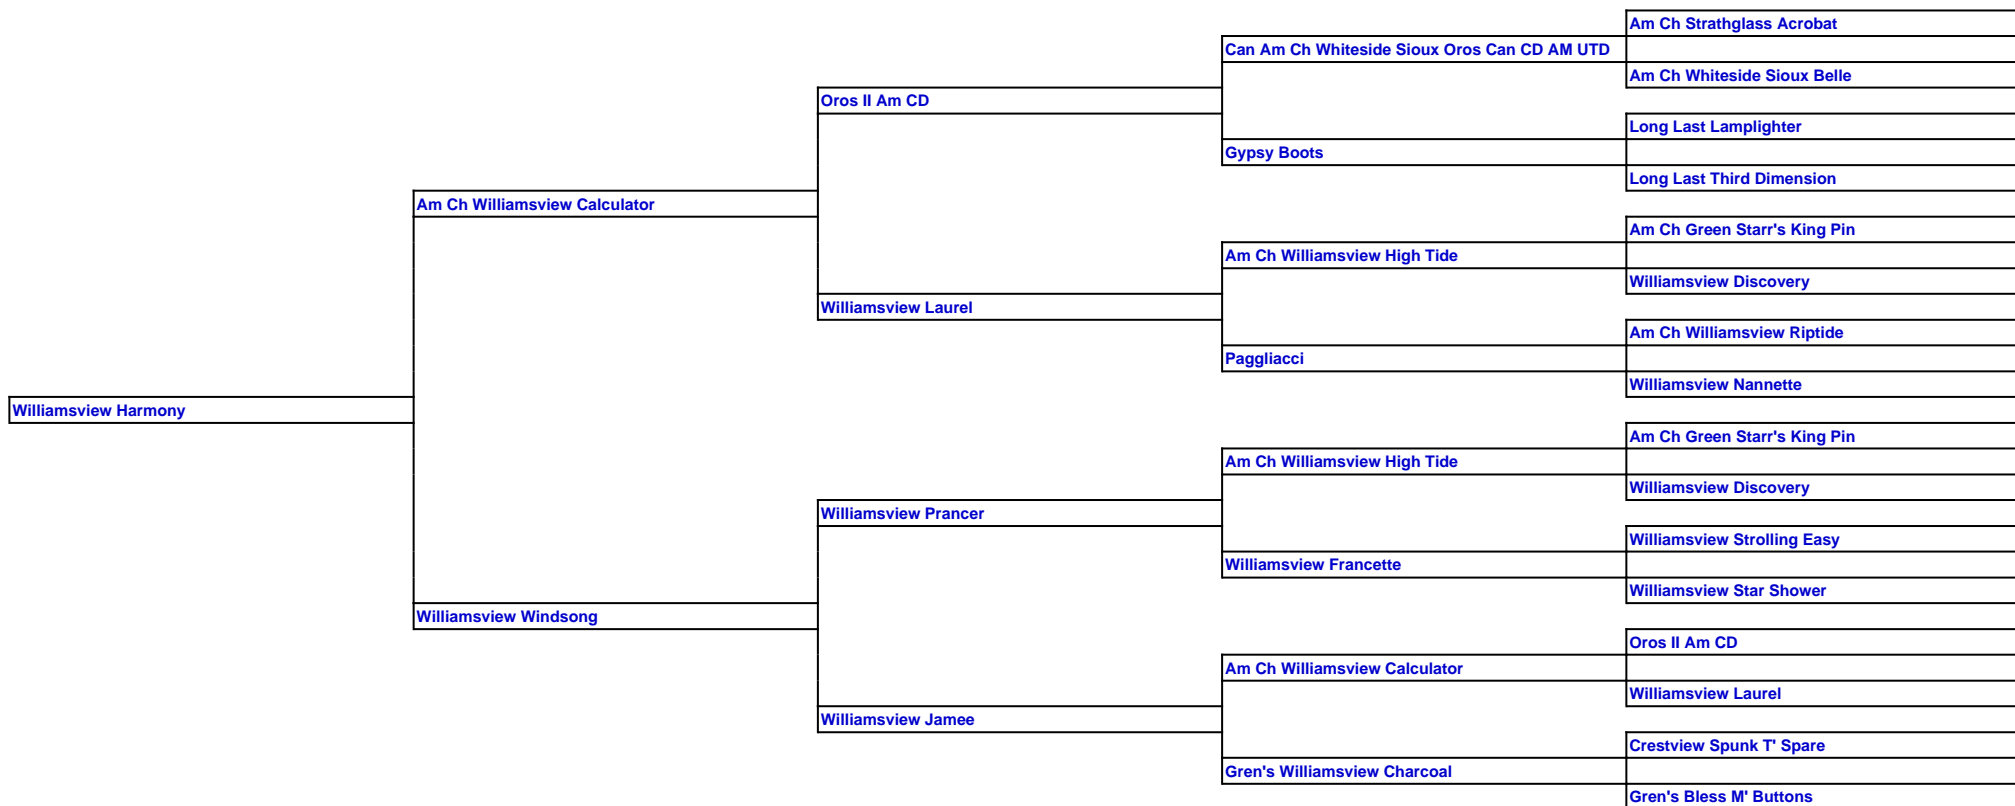 Am Ch Strathglass Acrobat
Can Am Ch Whiteside Sioux Oros Can CD AM UTD
Am Ch Whiteside Sioux Belle
Oros II Am CD
Long Last Lamplighter
Gypsy Boots
Long Last Third Dimension
Am Ch Williamsview Calculator
Am Ch Green Starr's King Pin
Am Ch Williamsview High Tide
Williamsview Discovery
Williamsview Laurel
Am Ch Williamsview Riptide
Paggliacci
Williamsview Nannette
Williamsview Harmony
Am Ch Green Starr's King Pin
Am Ch Williamsview High Tide
Williamsview Discovery
Williamsview Prancer
Williamsview Strolling Easy
Williamsview Francette
Williamsview Star Shower
Williamsview Windsong
Oros II Am CD
Am Ch Williamsview Calculator
Williamsview Laurel
Williamsview Jamee
Crestview Spunk T' Spare
Gren's Williamsview Charcoal
Gren's Bless M' Buttons